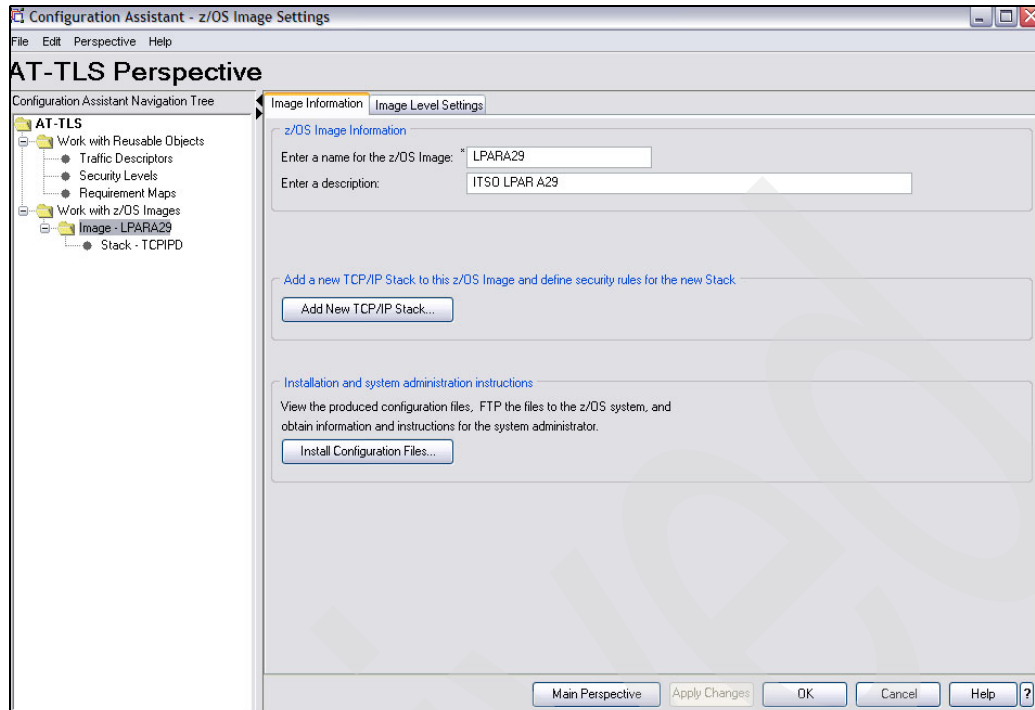 Configuration Assistant - z/OS Image Settings
File Edit Perspective Help
AT-TLS Perspective
Configuration Assistant Navigation Tree
AT-TLS
Work with Reusable Objects
Traffic Descriptors
Security Levels
Requirement Maps
Work with z/OS Images
Image - LPARA29
Stack - TCPIPD
Image Information Image Level Settings
z/OS Image Information
Enter a name for the z/OS Image: * LPARA29
Enter a description: ITSO LPAR A29
Add a new TCP/IP Stack to this z/OS Image and define security rules for the new Stack
Add New TCP/IP Stack...
Installation and system administration instructions
View the produced configuration files, FTP the files to the z/OS system, and
obtain information and instructions for the system administrator.
Install Configuration Files...
Main Perspective Apply Changes OK Cancel Help ?